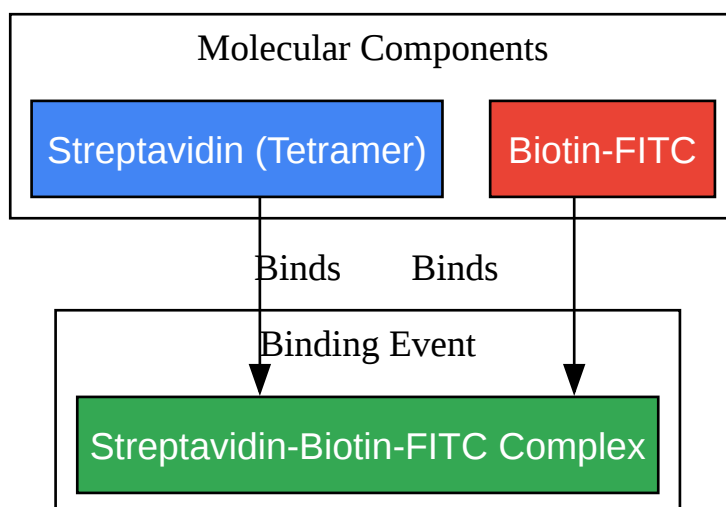 Molecular Components
Streptavidin (Tetramer)
Biotin-FITC
Binds
Binds
Binding Event
Streptavidin-Biotin-FITC Complex